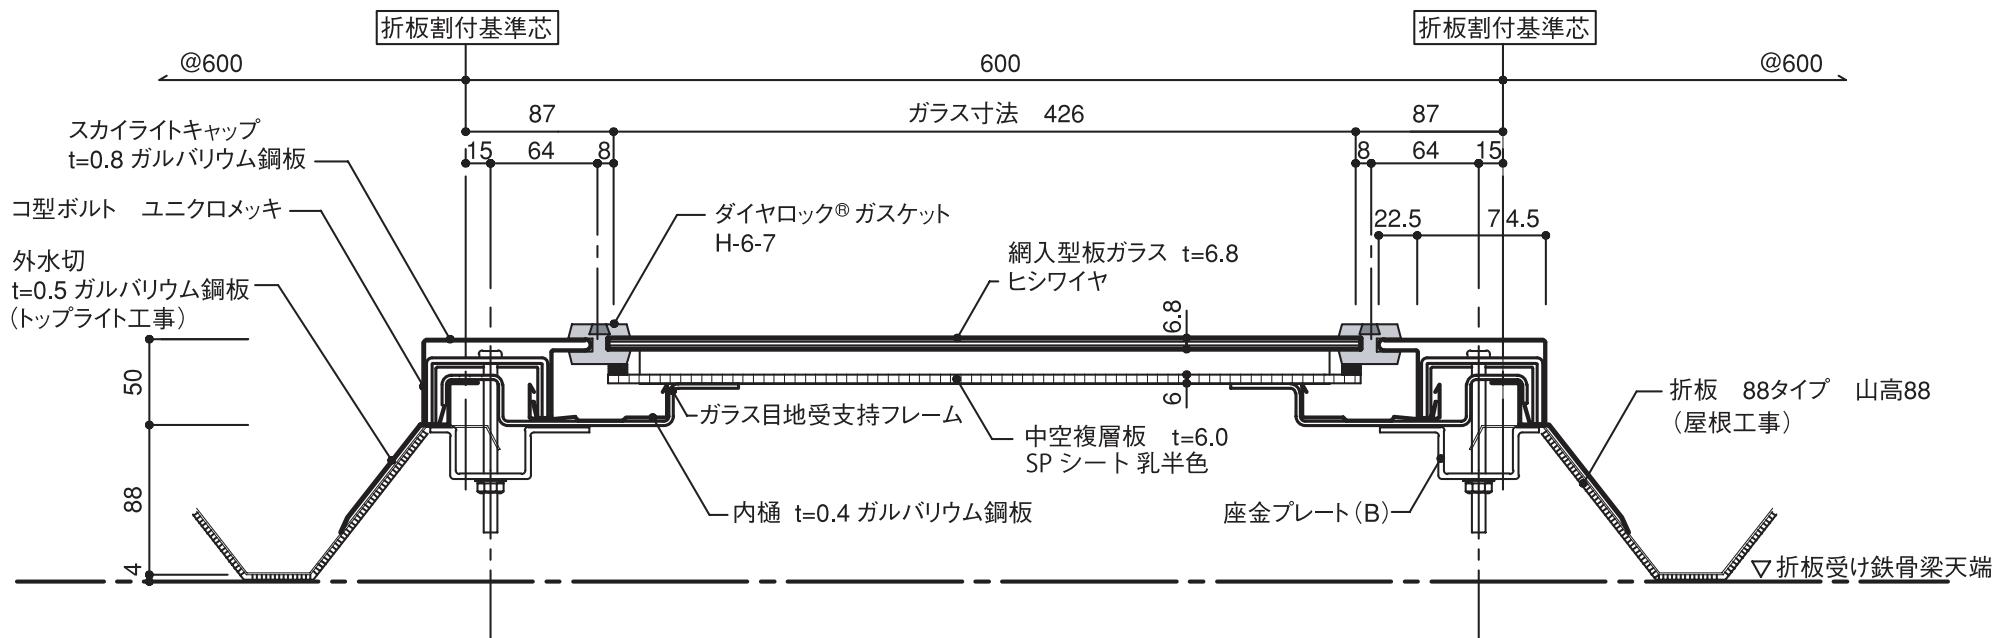 折板割付基準芯
折板割付基準芯
@600
600
@600
87
ガラス寸法 426
87
スカイライトキャップ
t=0.8 ガルバリウム鋼板
15
64
8
8
64
15
コ型ボルト ユニクロメッキ
ダイヤロック® ガスケット
H-6-7
22.5
74.5
外水切
t=0.5 ガルバリウム鋼板
(トップライト工事)
網入型板ガラス t=6.8
ヒシワイヤ
6.8
50
6
折板 88タイプ 山高88
(屋根工事)
ガラス目地受支持フレーム
中空複層板 t=6.0
SP シート 乳半色
88
内樋 t=0.4 ガルバリウム鋼板
座金プレート(B)
4
▽折板受け鉄骨梁天端